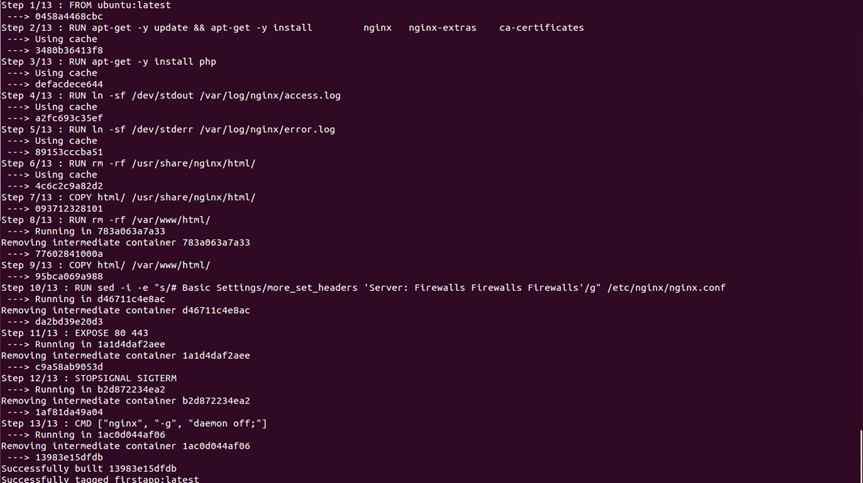 Step 1/13 : FROM ubuntu:latest
 ---> 0458a4468cbc
Step 2/13 : RUN apt-get -y update && apt-get -y install         nginx   nginx-extras    ca-certificates
 ---> Using cache
 ---> 3480b36413f8
Step 3/13 : RUN apt-get -y install php
 ---> Using cache
 ---> defacdece644
Step 4/13 : RUN ln -sf /dev/stdout /var/log/nginx/access.log
 ---> Using cache
 ---> a2fc693c35ef
Step 5/13 : RUN ln -sf /dev/stderr /var/log/nginx/error.log
 ---> Using cache
 ---> 89153cccba51
Step 6/13 : RUN rm -rf /usr/share/nginx/html/
 ---> Using cache
 ---> 4c6c2c9a82d2
Step 7/13 : COPY html/ /usr/share/nginx/html/
 ---> 093712328101
Step 8/13 : RUN rm -rf /var/www/html/
 ---> Running in 783a063a7a33
Removing intermediate container 783a063a7a33
 ---> 77602841000a
Step 9/13 : COPY html/ /var/www/html/
 ---> 95bca069a988
Step 10/13 : RUN sed -i -e "s/# Basic Settings/more_set_headers 'Server: Firewalls Firewalls Firewalls'/g" /etc/nginx/nginx.conf
 ---> Running in d46711c4e8ac
Removing intermediate container d46711c4e8ac
 ---> da2bd39e20d3
Step 11/13 : EXPOSE 80 443
 ---> Running in 1a1d4daf2aee
Removing intermediate container 1a1d4daf2aee
 ---> c9a58ab9053d
Step 12/13 : STOPSIGNAL SIGTERM
 ---> Running in b2d872234ea2
Removing intermediate container b2d872234ea2
 ---> 1af81da49a04
Step 13/13 : CMD ["nginx", "-g", "daemon off;"]
 ---> Running in 1ac0d044af06
Removing intermediate container 1ac0d044af06
 ---> 13983e15dfdb
Successfully built 13983e15dfdb
Successfully tagged firstapp:latest